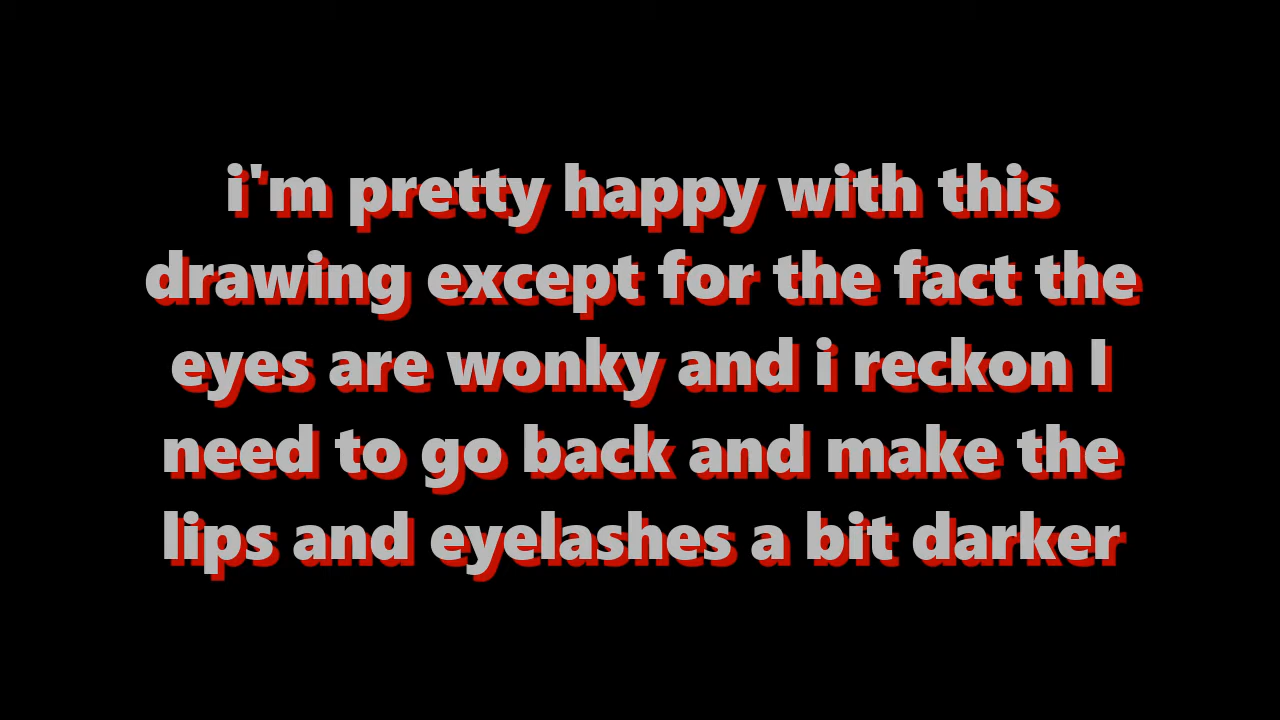 i'm pretty happy with this
drawing except for the fact the
eyes are wonky and i reckon I
need to go back and make the
lips and eyelashes a bit darker